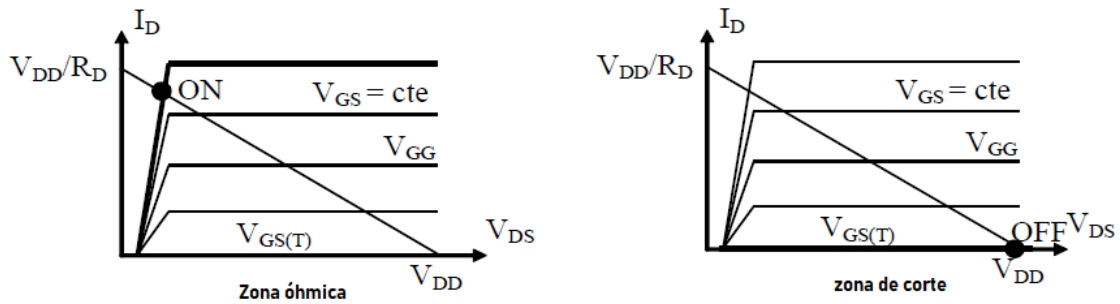 I_D
V_DD/R_D
ON
V_GS = cte
V_GG
V_GS(T)
V_DS
V_DD
Zona óhmica
I_D
V_DD/R_D
V_GS = cte
V_GG
V_GS(T)
OFF
V_DS
V_DD
zona de corte